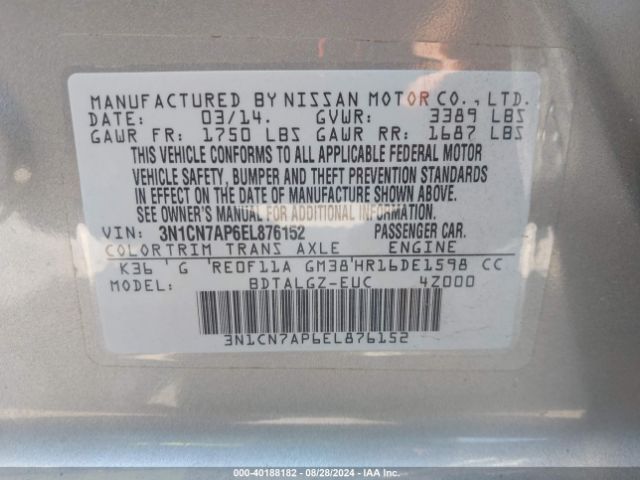 MANUFACTURED BY NISSAN MOTOR CO., LTD.
DATE: 03/14. GVWR: 3389 LBS
GAWR FR: 1750 LBS GAWR RR: 1687 LBS
THIS VEHICLE CONFORMS TO ALL APPLICABLE FEDERAL MOTOR
VEHICLE SAFETY, BUMPER AND THEFT PREVENTION STANDARDS
IN EFFECT ON THE DATE OF MANUFACTURE SHOWN ABOVE.
SEE OWNER'S MANUAL FOR ADDITIONAL INFORMATION.
VIN: 3N1CN7AP6EL876152 PASSENGER CAR.
COLOR TRIM TRANS AXLE ENGINE
K36 ' G 'RE0F11A GM38'HR16DE1598 CC
MODEL: BDTALGZ-EUC 4Z000
3N1CN7AP6EL876152
000-40188182 - 08/28/2024 - IAA Inc.